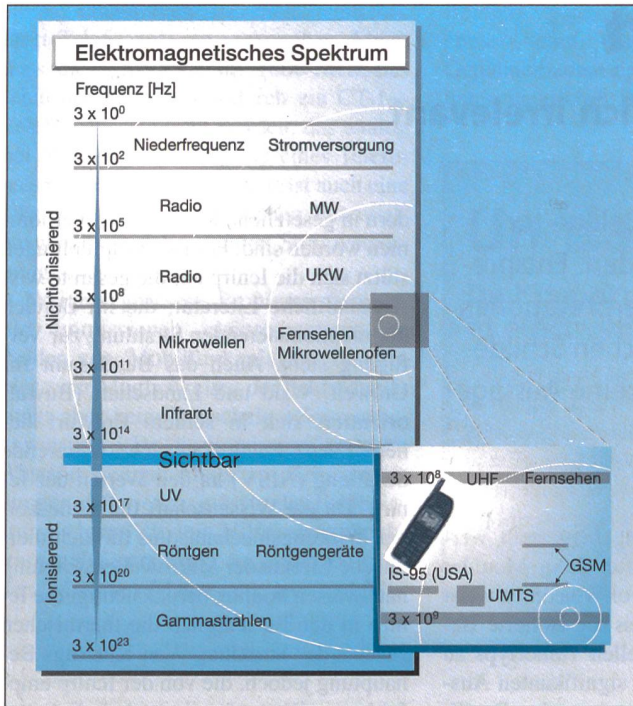 Elektromagnetisches Spektrum
Frequenz [Hz]
3 x 10⁰
Niederfrequenz Stromversorgung
3 x 10²
Radio MW
3 x 10⁵
Radio UKW
3 x 10⁸
Mikrowellen Fernsehen
Mikrowellenofen
3 x 10¹¹
Infrarot
3 x 10¹⁴
Sichtbar
UV
3 x 10¹⁷
Röntgen Röntgengeräte
3 x 10²⁰
Gammastrahlen
3 x 10²³
Nichtionisierend
Ionisierend
3 x 10⁸ UHF Fernsehen
GSM
IS-95 (USA)
UMTS
3 x 10⁹